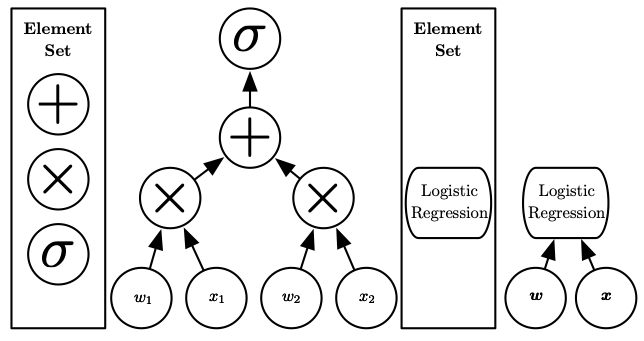 Element
Set
+
×
σ
σ
+
×
×
w₁
x₁
w₂
x₂
Element
Set
Logistic
Regression
Logistic
Regression
w
x